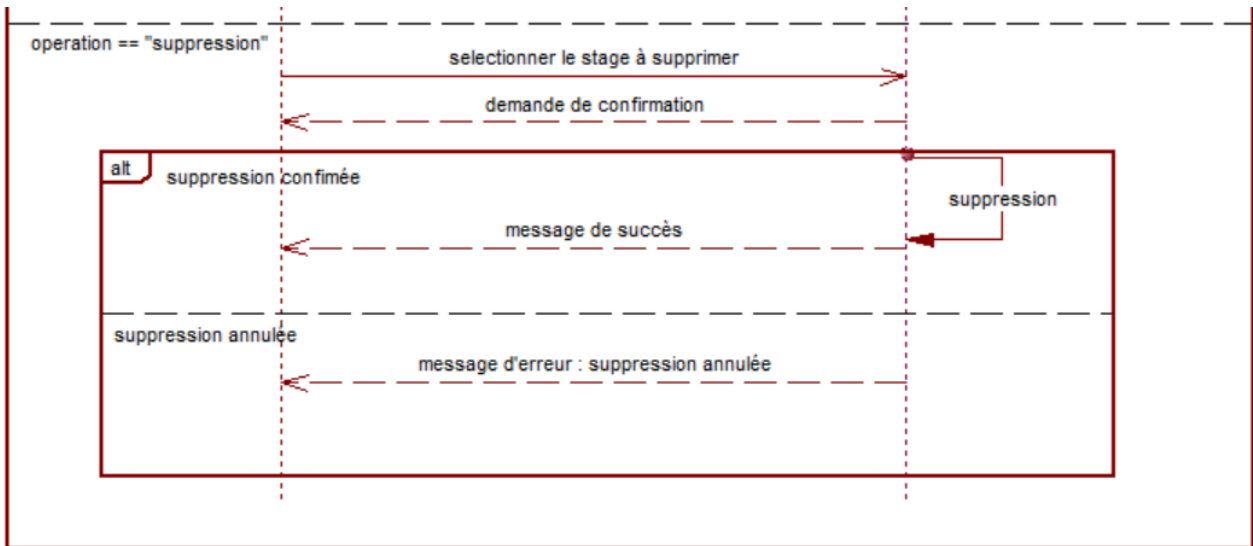 operation == "suppression"
selectionner le stage à supprimer
demande de confirmation
alt
suppression confimée
suppression
message de succès
suppression annulée
message d'erreur : suppression annulée